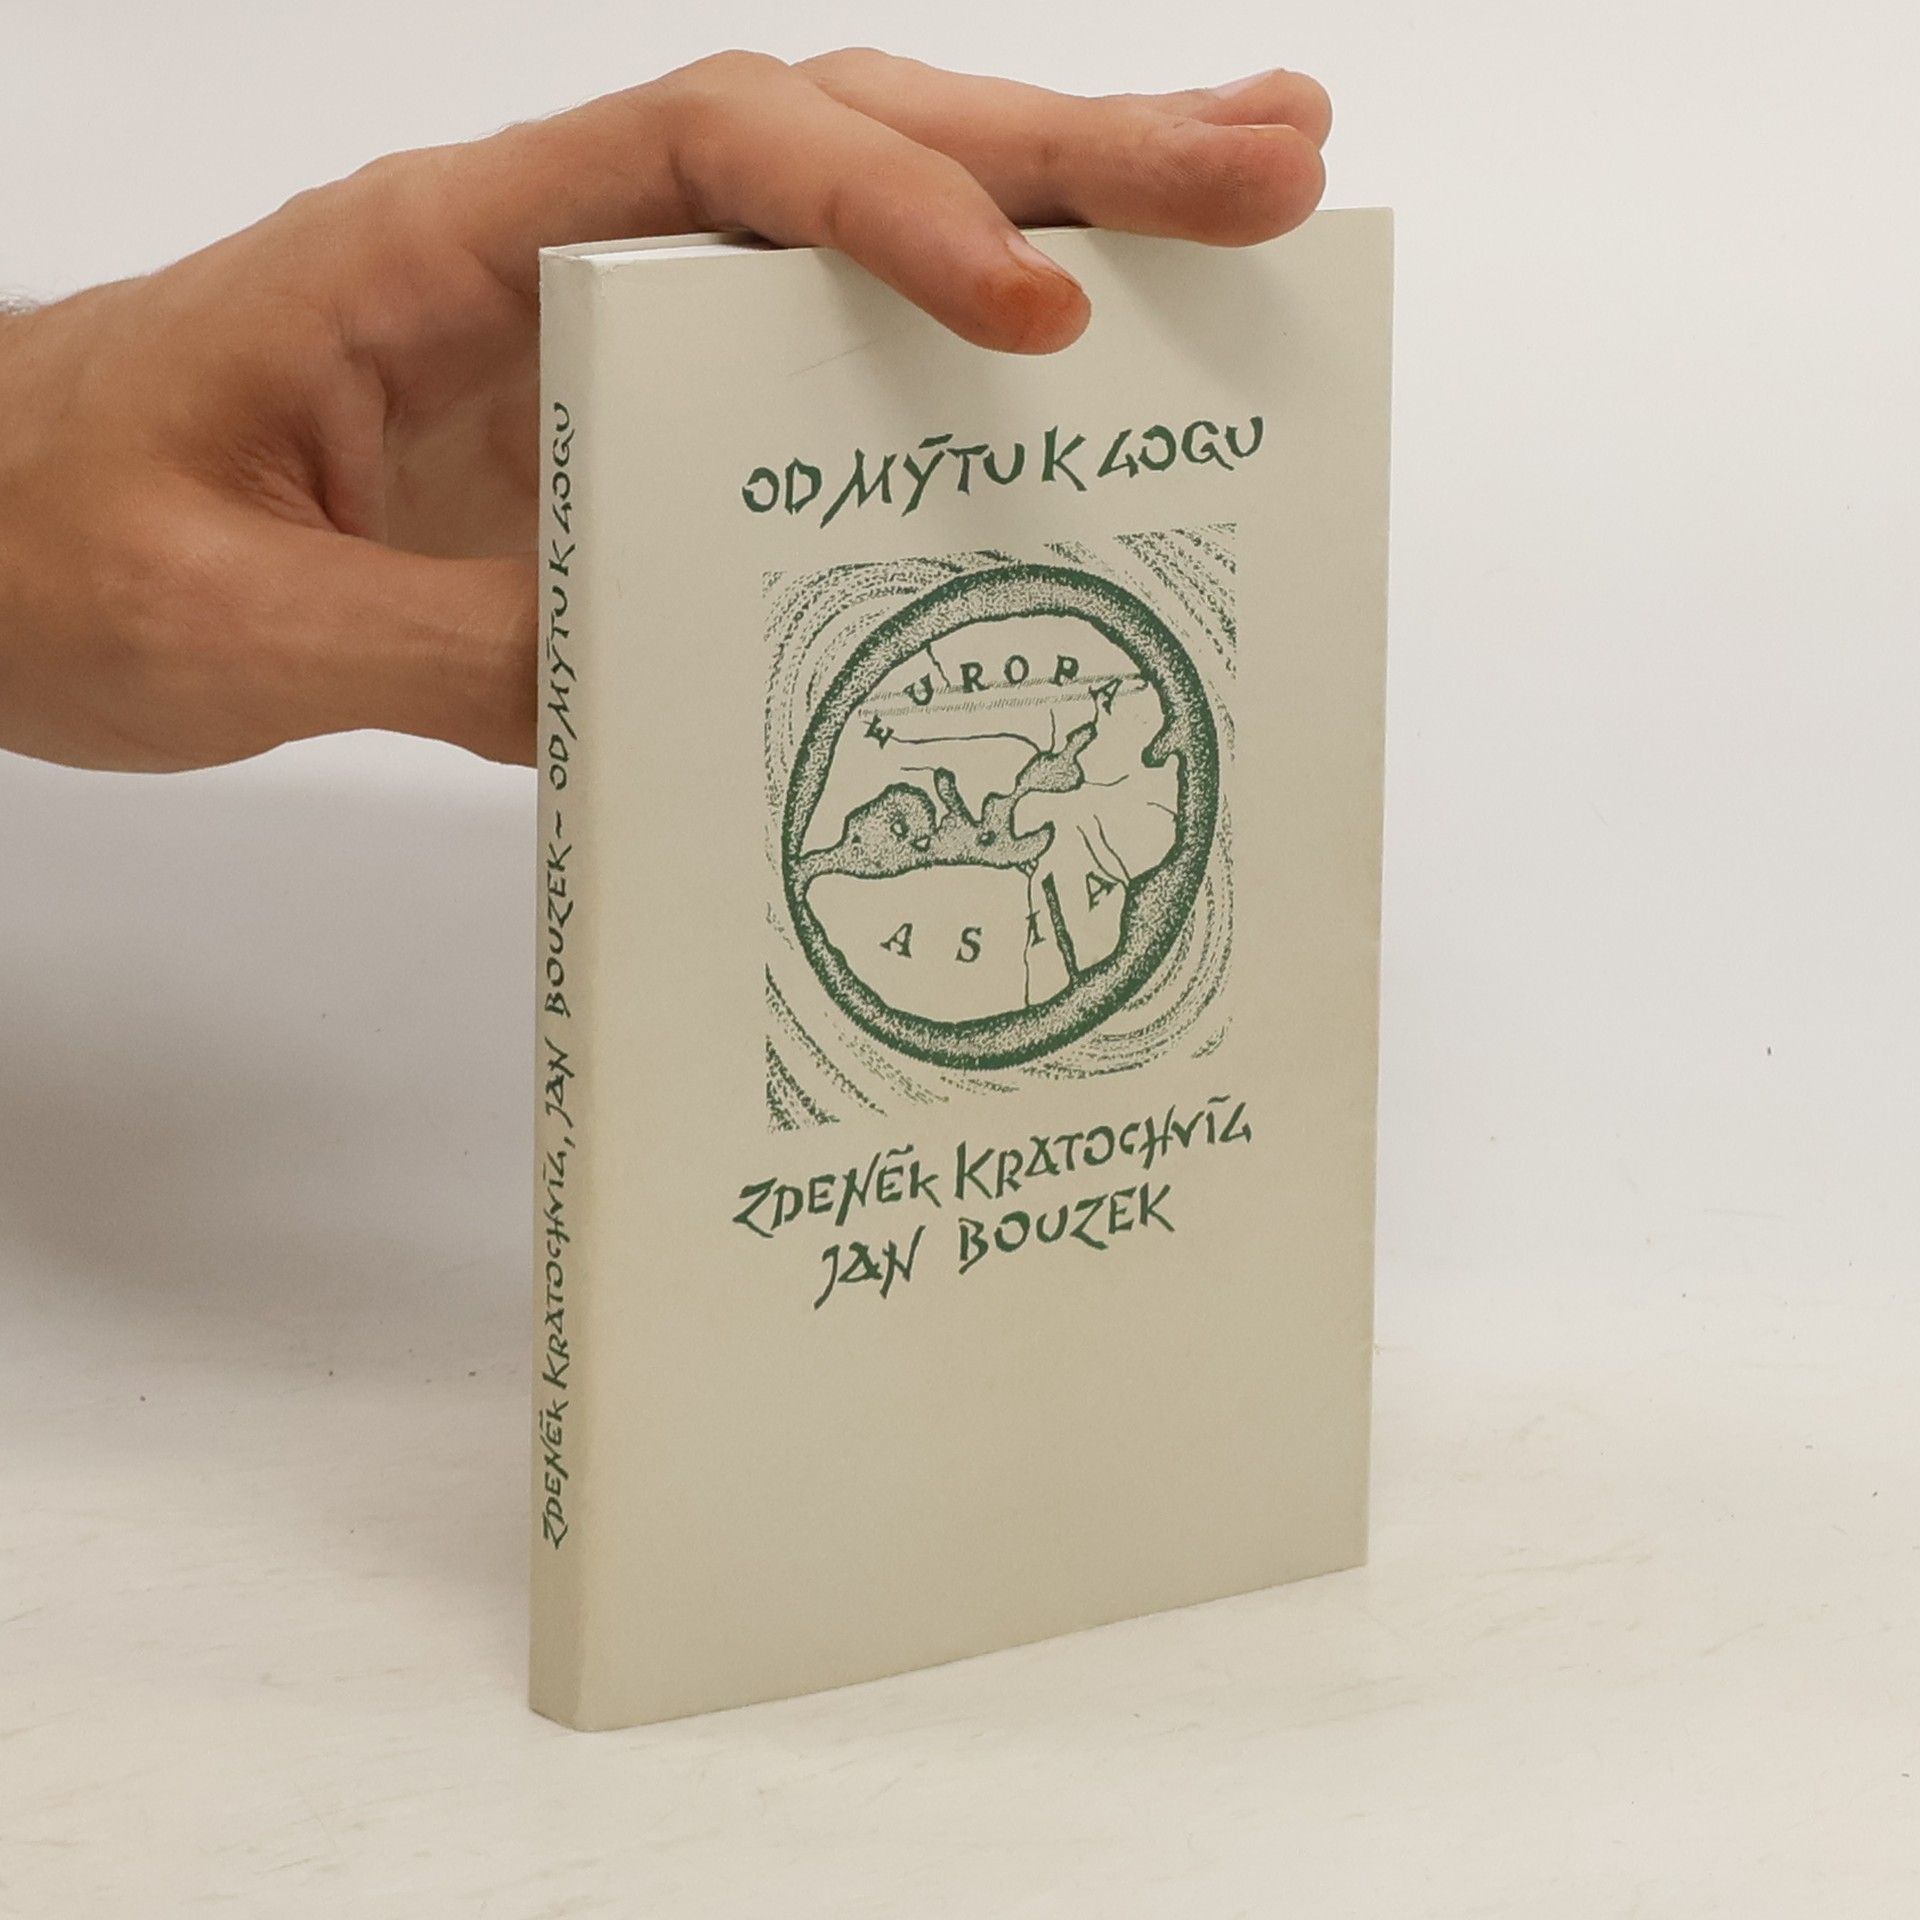 OD MÝTU K LOGU
EUROPA
ASIA
ZDENĚK KRATOCHVÍL
JAN BOUZEK
ZDENĚK KRATOCHVÍL, JAN BOUZEK - OD MÝTU K LOGU